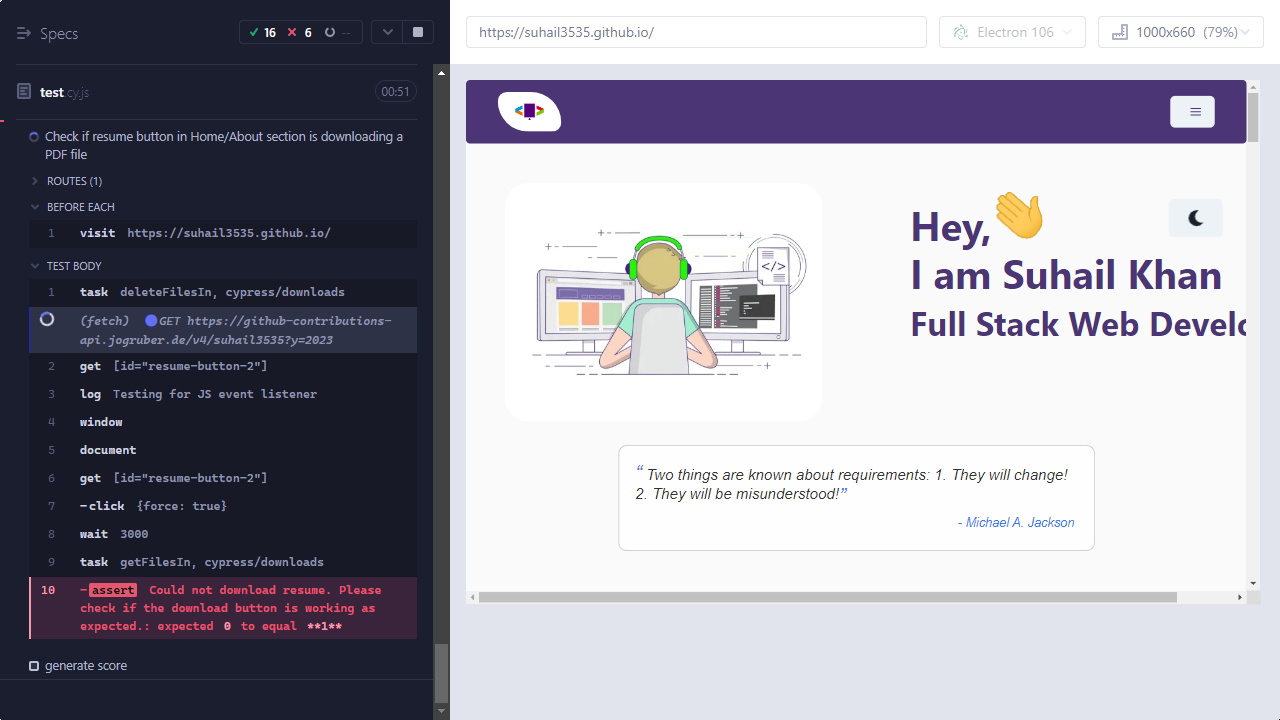 Specs
16
6
--
test cy.js
00:51
Check if resume button in Home/About section is downloading a
PDF file
ROUTES (1)
BEFORE EACH
1 visit https://suhail3535.github.io/
TEST BODY
1 task deleteFilesIn, cypress/downloads
(fetch) GET https://github-contributions-
api.jogruber.de/v4/suhail3535?y=2023
2 get [id="resume-button-2"]
3 log Testing for JS event listener
4 window
5 document
6 get [id="resume-button-2"]
7 -click {force: true}
8 wait 3000
9 task getFilesIn, cypress/downloads
10 -assert Could not download resume. Please
check if the download button is working as
expected.: expected 0 to equal **1**
generate score
https://suhail3535.github.io/
Electron 106
1000x660 (79%)
Hey,
I am Suhail Khan
Full Stack Web Develo
</>
“ Two things are known about requirements: 1. They will change!
2. They will be misunderstood!”
- Michael A. Jackson